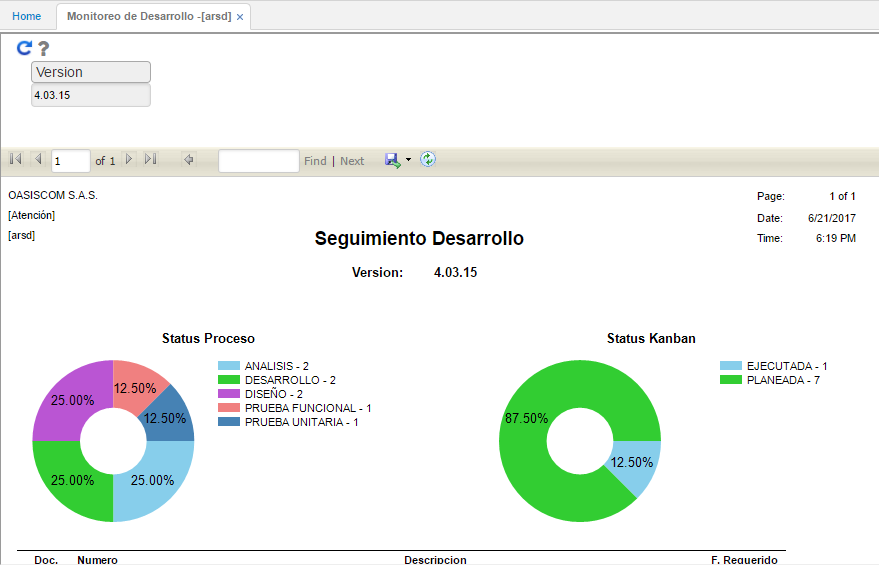 Home
Monitoreo de Desarrollo -[arsd] ×
?
Version
4.03.15
1 of 1 Find | Next
OASISCOM S.A.S.
[Atención]
[arsd]
Page: 1 of 1
Date: 6/21/2017
Time: 6:19 PM
Seguimiento Desarrollo
Version: 4.03.15
Status Proceso
25.00%
12.50%
12.50%
25.00%
25.00%
ANALISIS - 2
DESARROLLO - 2
DISEÑO - 2
PRUEBA FUNCIONAL - 1
PRUEBA UNITARIA - 1
Status Kanban
87.50%
12.50%
EJECUTADA - 1
PLANEADA - 7
Doc. Numero Descripcion F. Requerido